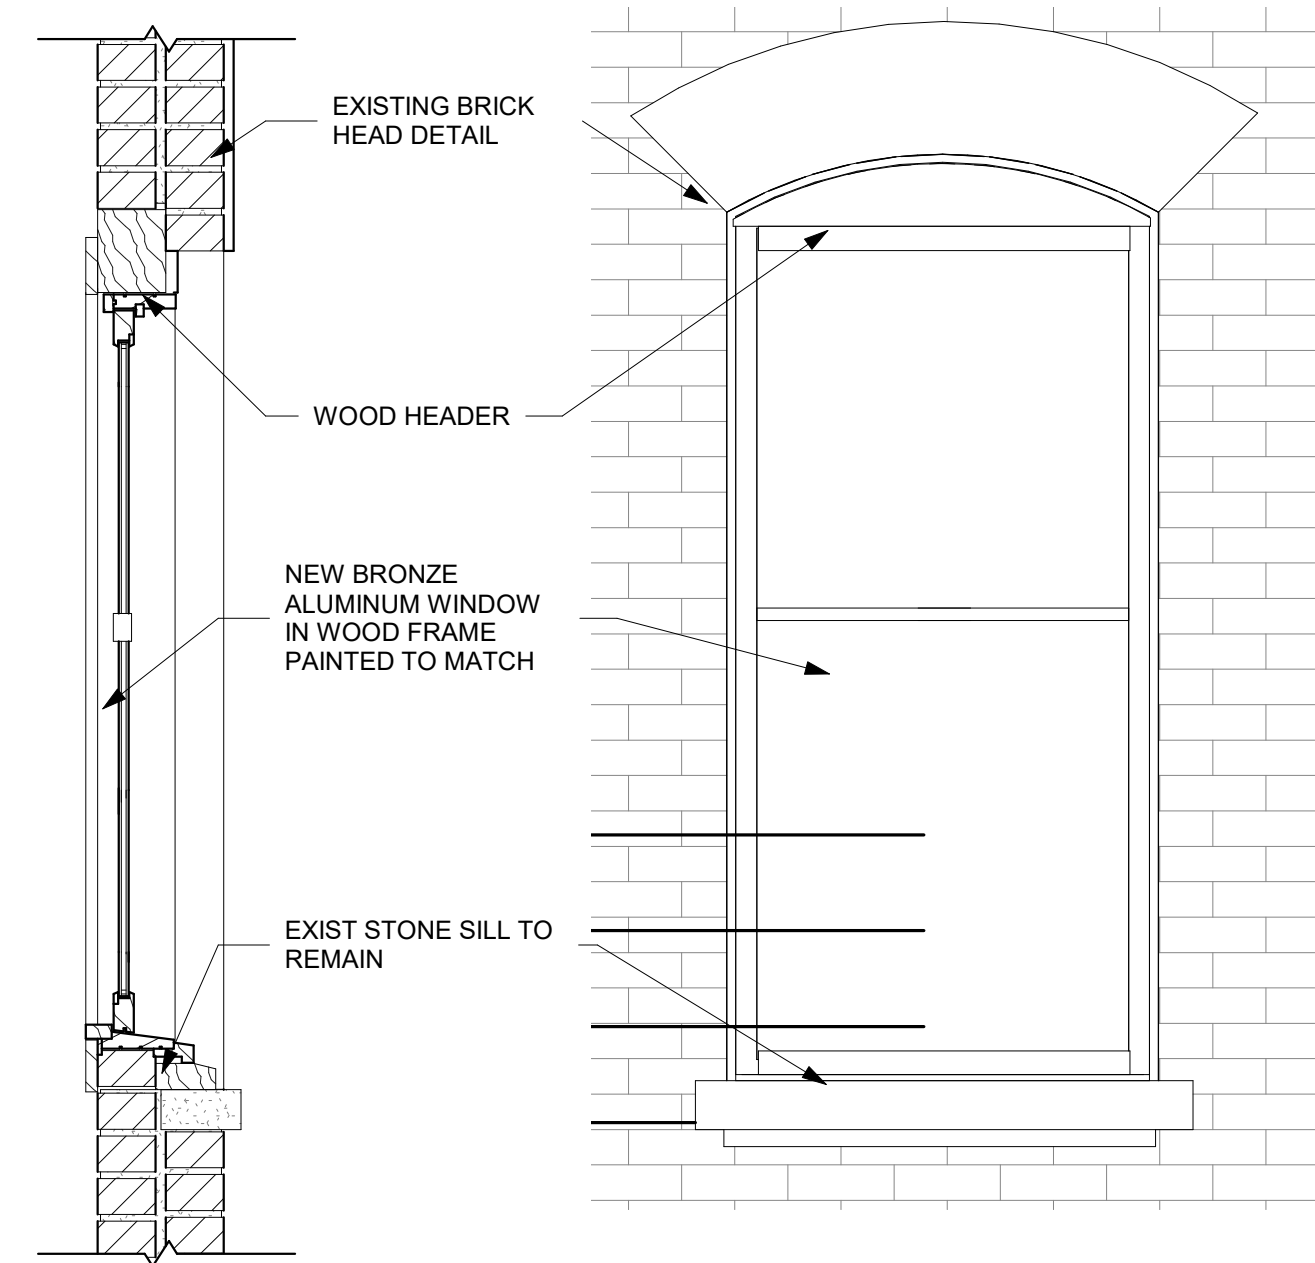 EXISTING BRICK
HEAD DETAIL
WOOD HEADER
NEW BRONZE
ALUMINUM WINDOW
IN WOOD FRAME
PAINTED TO MATCH
EXIST STONE SILL TO
REMAIN